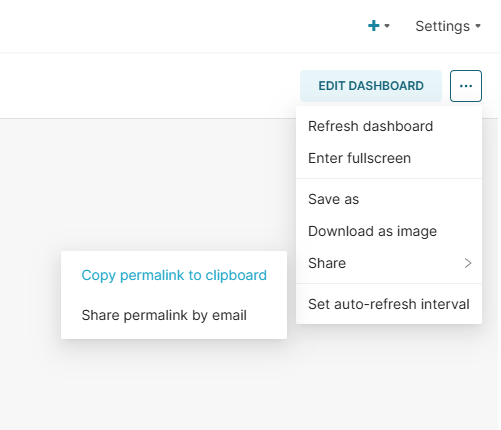 Settings
EDIT DASHBOARD
Refresh dashboard
Enter fullscreen
Save as
Download as image
Share
Copy permalink to clipboard
Share permalink by email
Set auto-refresh interval